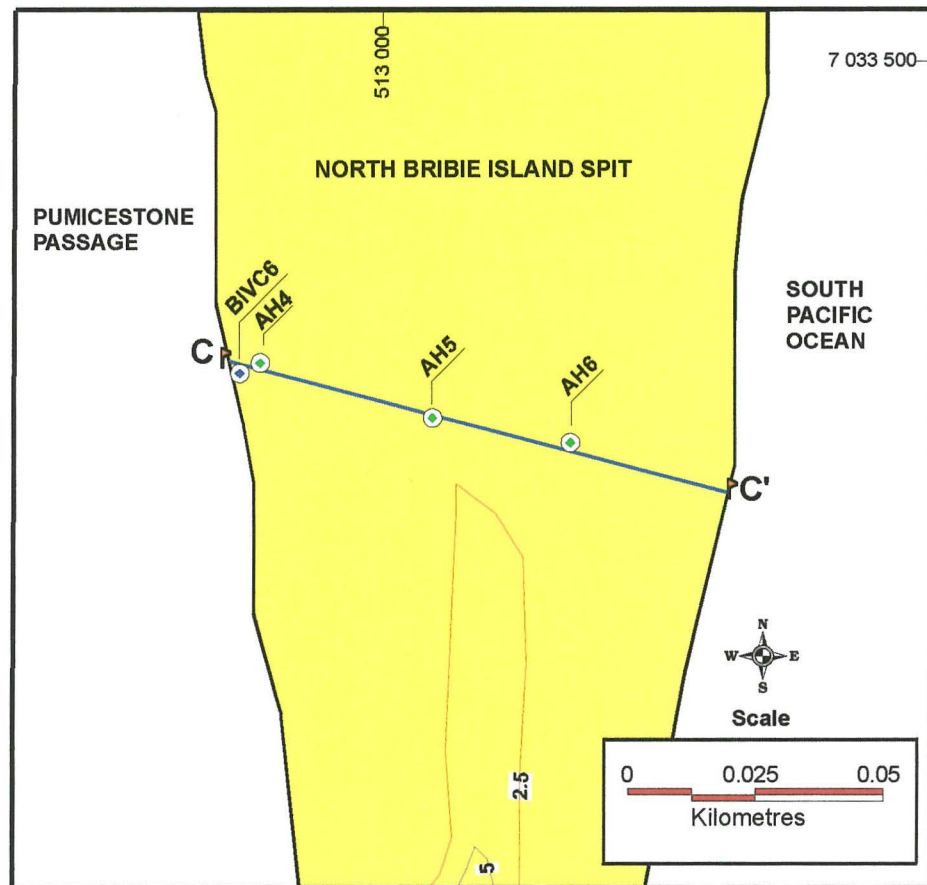 513 000
7 033 500
NORTH BRIBIE ISLAND SPIT
PUMICESTONE
PASSAGE
BIVC6
AH4
SOUTH
PACIFIC
OCEAN
C
AH5
AH6
C'
N
W E
S
Scale
0 0.025 0.05
Kilometres
2.5
5